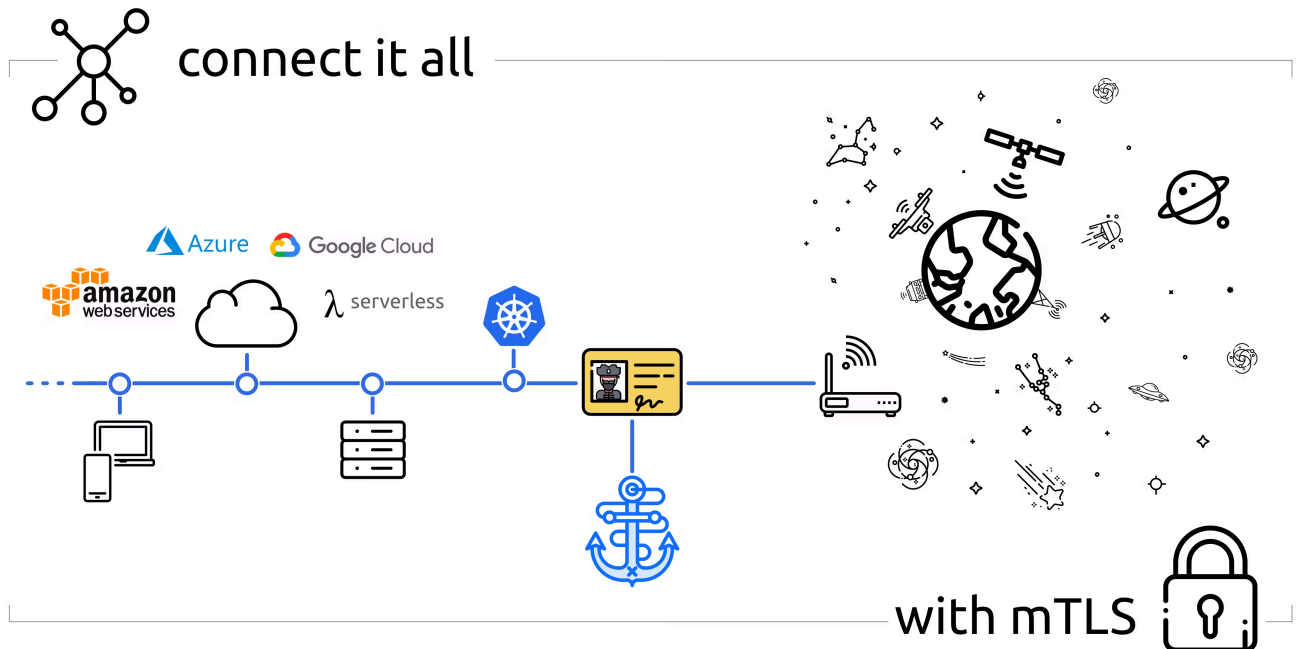 connect it all
Azure
Google Cloud
amazon
web services
λ serverless
with mTLS